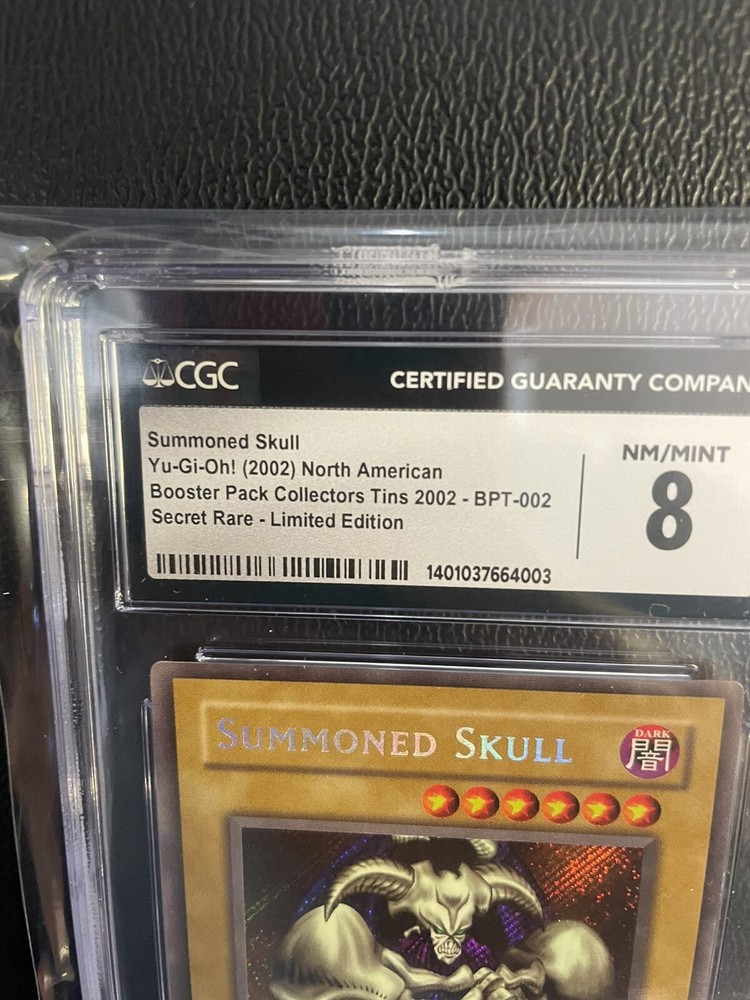 CGC CERTIFIED GUARANTY COMPAN
Summoned Skull
Yu-Gi-Oh! (2002) North American
Booster Pack Collectors Tins 2002 - BPT-002
Secret Rare - Limited Edition
1401037664003
NM/MINT
8
SUMMONED SKULL
DARK
闇